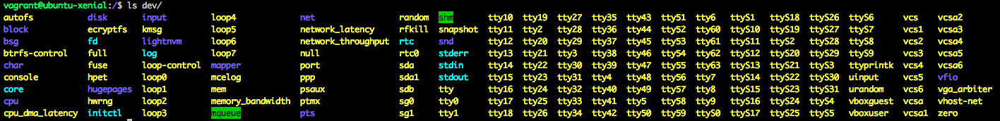 vagrant@ubuntu-xenial:/$ ls dev/
autofs disk input loop4 net random shm tty10 tty19 tty27 tty35 tty43 tty51 tty6 ttyS1 ttyS18 ttyS26 ttyS6 vcs vcsa2
block ecryptfs kmsg loop5 network_latency rfkill snapshot tty11 tty2 tty28 tty36 tty44 tty52 tty60 ttyS10 ttyS19 ttyS27 ttyS7 vcs1 vcsa3
bsg fd lightnvm loop6 network_throughput rtc snd tty12 tty20 tty29 tty37 tty45 tty53 tty61 ttyS11 ttyS2 ttyS28 ttyS8 vcs2 vcsa4
btrfs-control full log loop7 null rtc0 stderr tty13 tty21 tty3 tty38 tty46 tty54 tty62 ttyS12 ttyS20 ttyS29 ttyS9 vcs3 vcsa5
char fuse loop-control mapper port sda stdin tty14 tty22 tty30 tty39 tty47 tty55 tty63 ttyS13 ttyS21 ttyS3 ttyprintk vcs4 vcsa6
console hpet loop0 mcelog ppp sda1 stdout tty15 tty23 tty31 tty4 tty48 tty56 tty7 ttyS14 ttyS22 ttyS30 uinput vcs5 vfio
core hugepages loop1 mem psaux sdb tty tty16 tty24 tty32 tty40 tty49 tty57 tty8 ttyS15 ttyS23 ttyS31 urandom vcs6 vga_arbiter
cpu hwrng loop2 memory_bandwidth ptmx sg0 tty0 tty17 tty25 tty33 tty41 tty5 tty58 tty9 ttyS16 ttyS24 ttyS4 vboxguest vcsa vhost-net
cpu_dma_latency initctl loop3 mqueue pts sg1 tty1 tty18 tty26 tty34 tty42 tty50 tty59 ttyS0 ttyS17 ttyS25 ttyS5 vboxuser vcsa1 zero